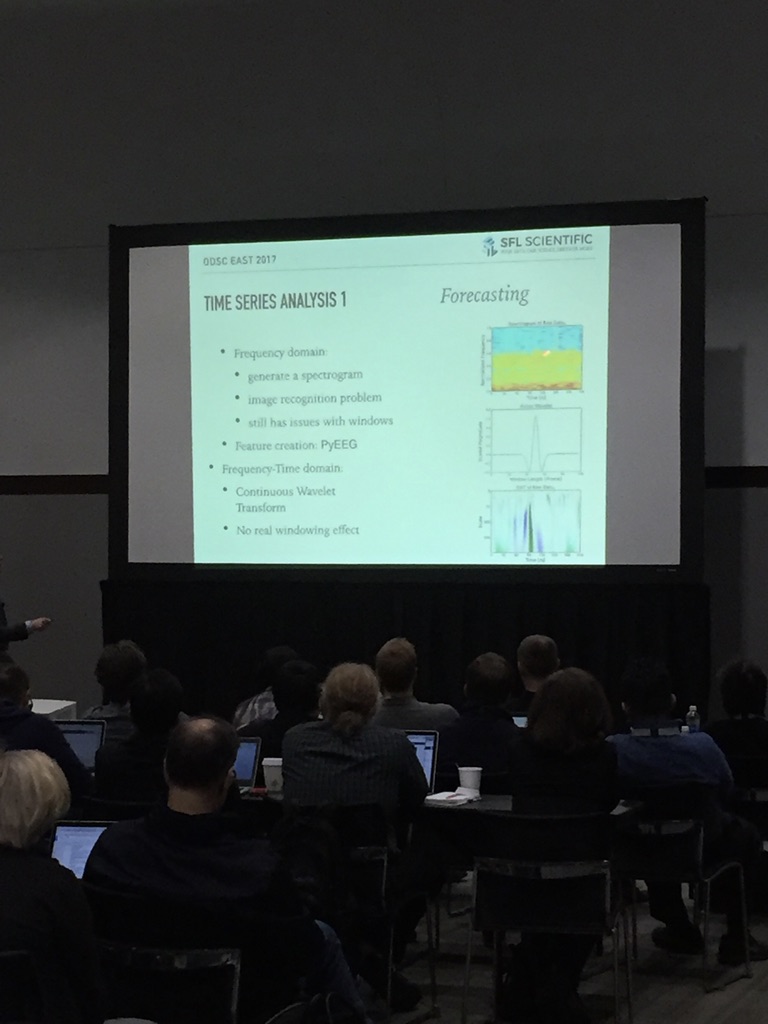 ODSC EAST 2017
SFL SCIENTIFIC
TIME SERIES ANALYSIS 1
Forecasting
• Frequency domain:
• generate a spectrogram
• image recognition problem
• still has issues with windows
• Feature creation: PyEEG
• Frequency-Time domain:
• Continuous Wavelet
Transform
• No real windowing effect